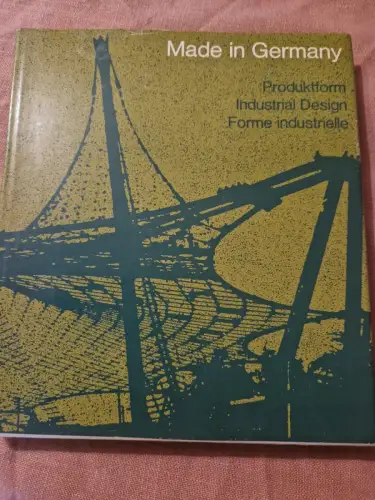 Made in Germany
Produktform
Industrial Design
Forme industrielle